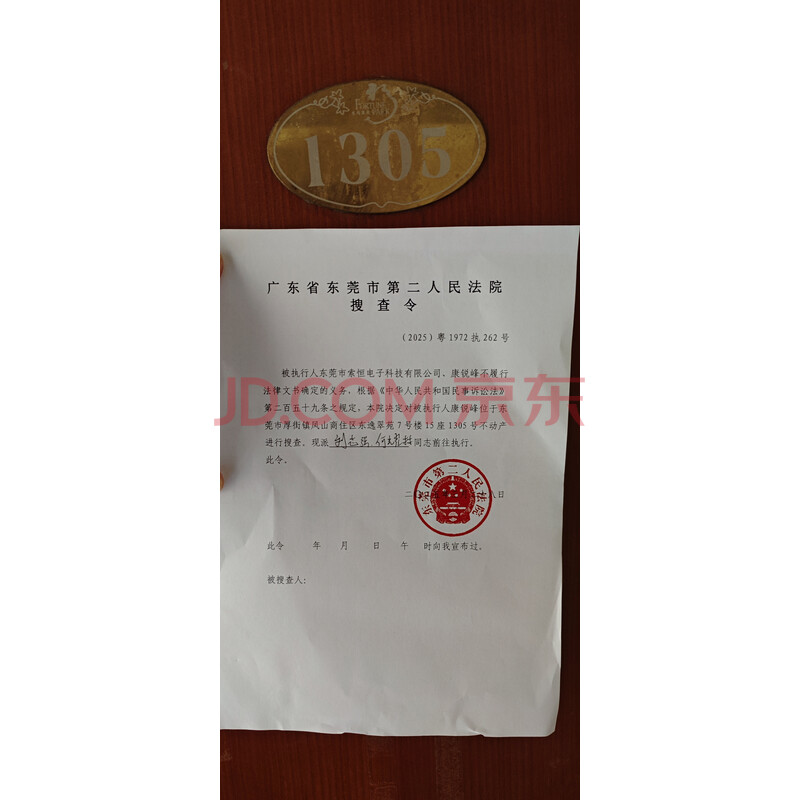 1305
广东省东莞市第二人民法院
搜查令
（2025）粤1972执262号
被执行人东莞市索恒电子科技有限公司、康锐峰不履行
法律文书确定的义务，根据《中华人民共和国民事诉讼法》
第二百五十九条之规定，本院决定对被执行人康锐峰位于东
莞市厚街镇凤山商住区东逸翠苑7号楼15座1305号不动产
进行搜查。现派 同志前往执行。
此令。
东莞市第二人民法院
此令 年 月 日 午 时向我宣布过。
被搜查人：
JD.COM 京东